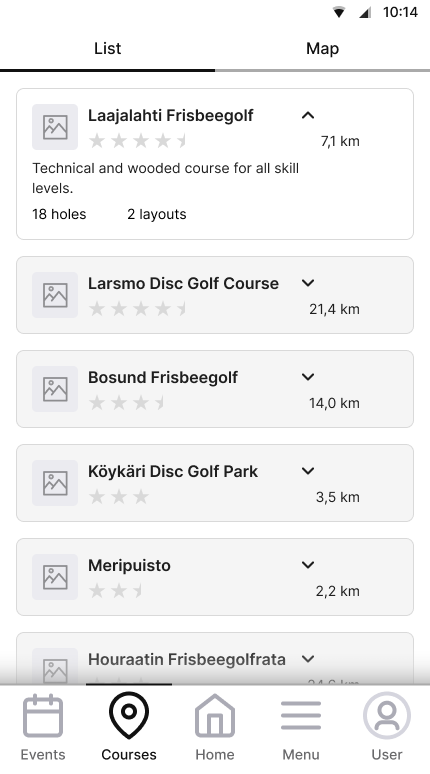 10:14
List Map
Laajalahti Frisbeegolf
7,1 km
Technical and wooded course for all skill
levels.
18 holes 2 layouts
Larsmo Disc Golf Course
21,4 km
Bosund Frisbeegolf
14,0 km
Köykäri Disc Golf Park
3,5 km
Meripuisto
2,2 km
Houraatin Frisbeegolfrata
Events Courses Home Menu User